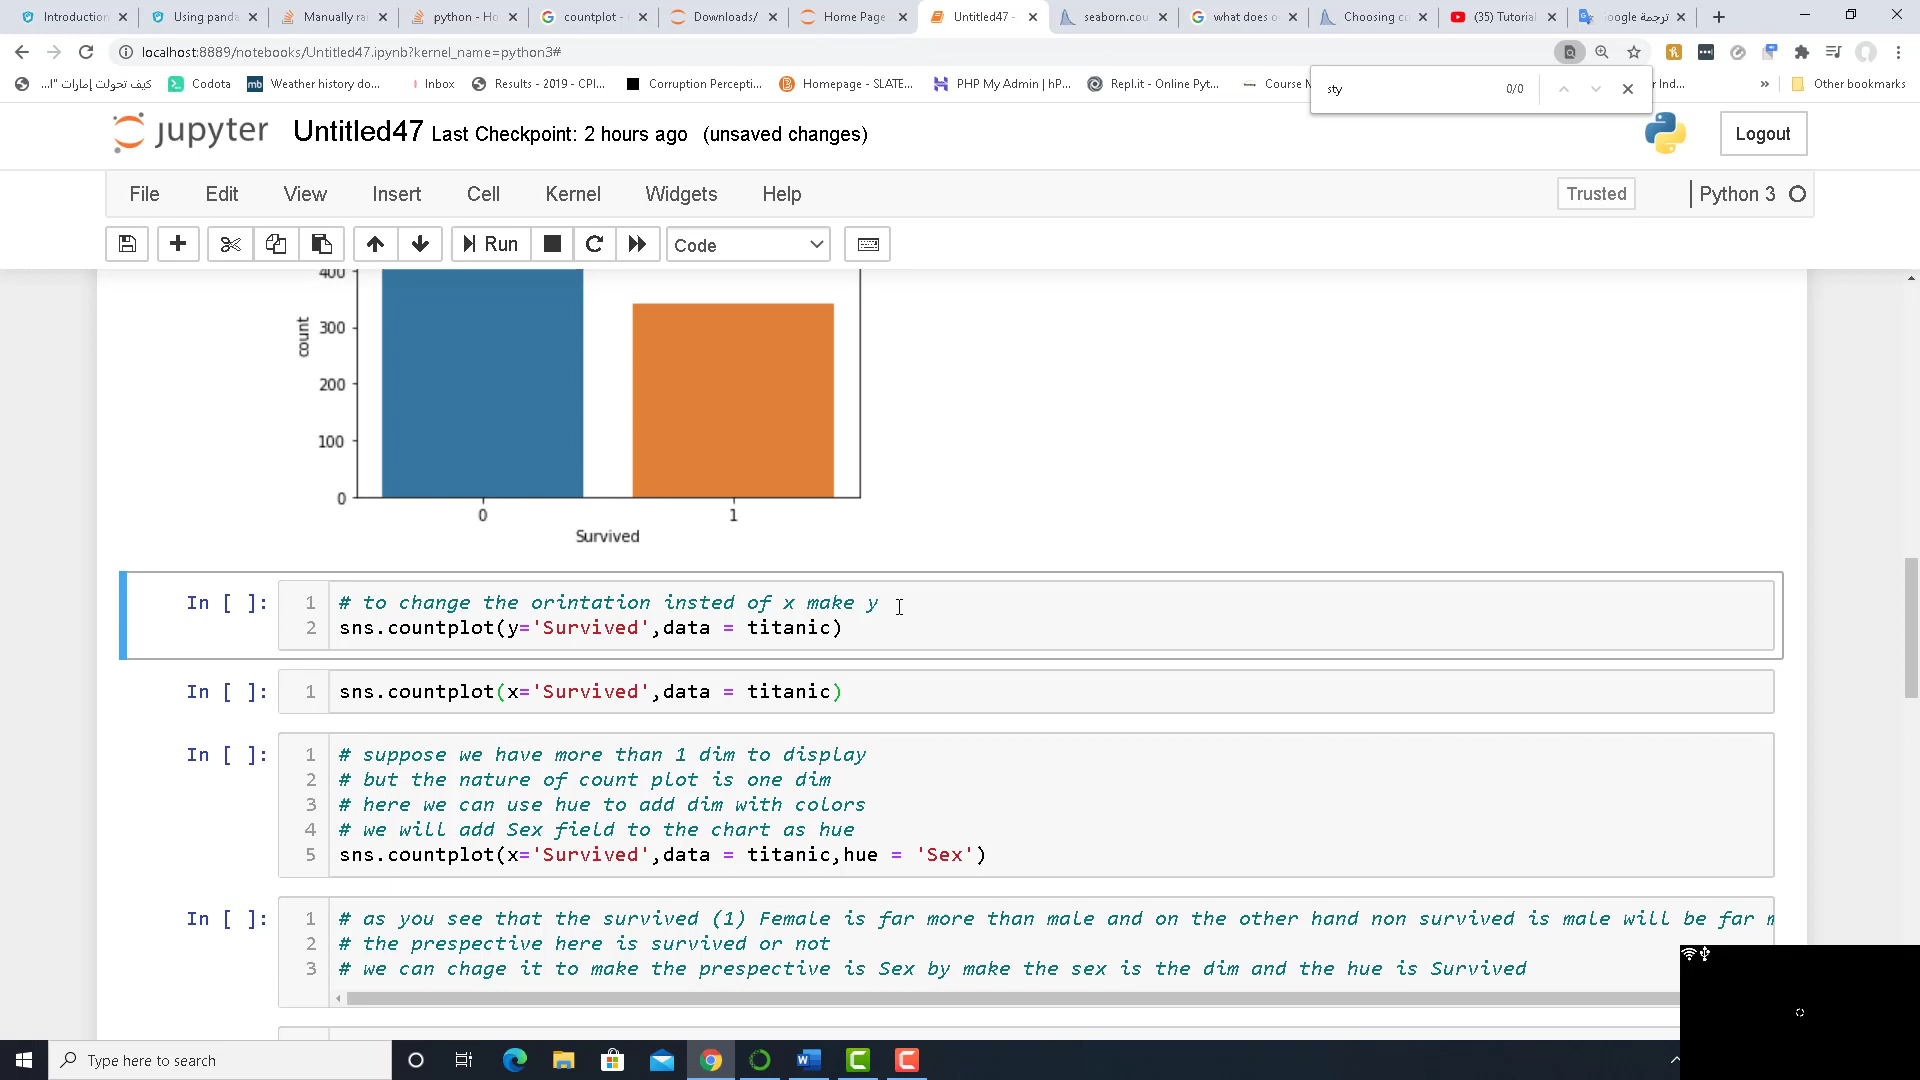 Introduction
Using panda
Manually rai
python - Ho
countplot -
Downloads/
Home Page
Untitled47 -
seaborn.cou
what does o
Choosing co
(35) Tutorial
ترجمة Google
localhost:8889/notebooks/Untitled47.ipynb?kernel_name=python3#
كيف تحولت إمارات "ا...
Codota
mb Weather history do...
Inbox
Results - 2019 - CPI...
Corruption Percepti...
Homepage - SLATE...
PHP My Admin | hP...
Repl.it - Online Pyt...
Course M
r Ind...
»
Other bookmarks
sty 0/0
jupyter Untitled47 Last Checkpoint: 2 hours ago (unsaved changes)
Logout
File Edit View Insert Cell Kernel Widgets Help
Trusted
Python 3
Run
Code
400
300
200
100
0
count
0 1
Survived
In [ ]:
1 # to change the orintation insted of x make y
2 sns.countplot(y='Survived',data = titanic)
In [ ]:
1 sns.countplot(x='Survived',data = titanic)
In [ ]:
1 # suppose we have more than 1 dim to display
2 # but the nature of count plot is one dim
3 # here we can use hue to add dim with colors
4 # we will add Sex field to the chart as hue
5 sns.countplot(x='Survived',data = titanic,hue = 'Sex')
In [ ]:
1 # as you see that the survived (1) Female is far more than male and on the other hand non survived is male will be far m
2 # the prespective here is survived or not
3 # we can chage it to make the prespective is Sex by make the sex is the dim and the hue is Survived
Type here to search